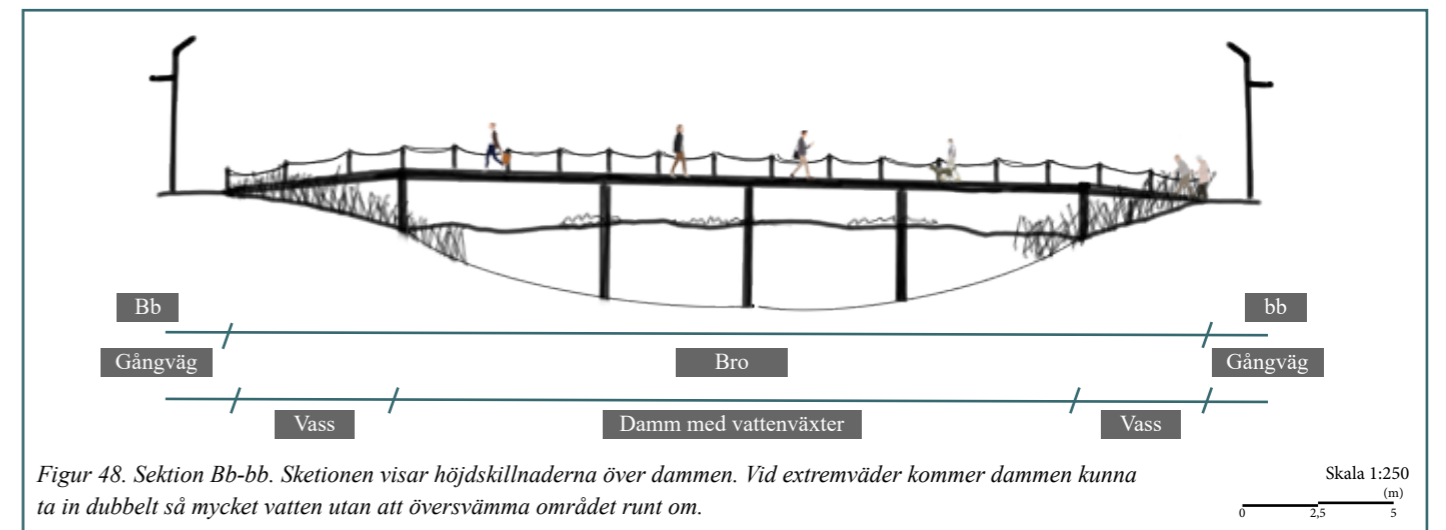 Bb
bb
Gångväg
Bro
Gångväg
Vass
Damm med vattenväxter
Vass
Figur 48. Sektion Bb-bb. Sketionen visar höjdskillnaderna över dammen. Vid extremväder kommer dammen kunna
ta in dubbelt så mycket vatten utan att översvämma området runt om.
Skala 1:250
(m)
0 2,5 5